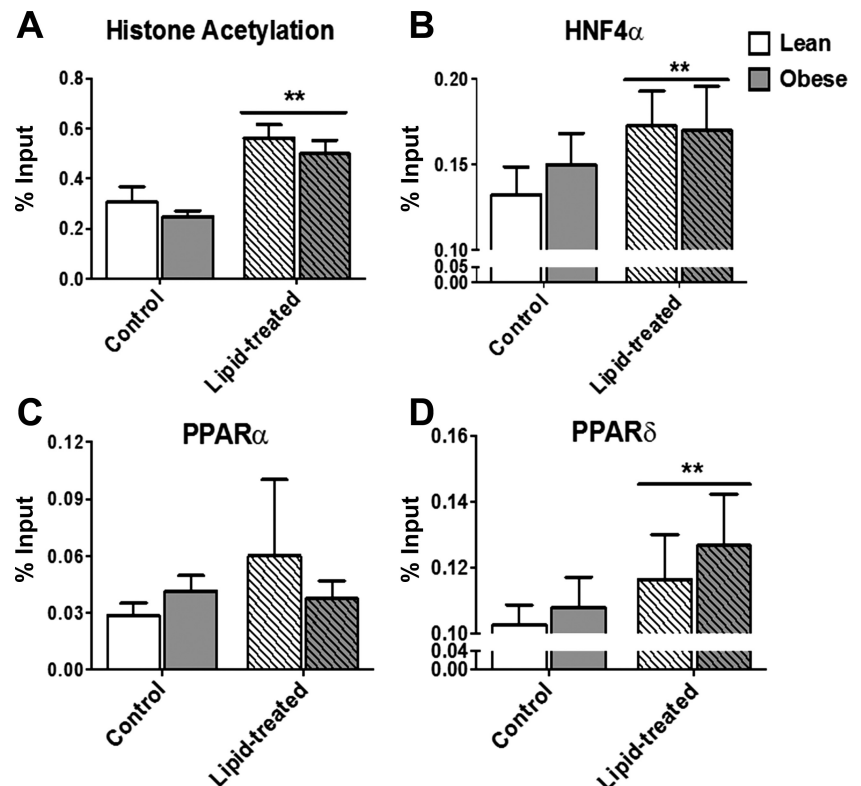 A
Histone Acetylation
% Input
0.8
0.6
0.4
0.2
0.0
**
Control
Lipid-treated
B
HNF4α
% Input
0.20
0.15
0.10
0.05
0.00
**
Control
Lipid-treated
Lean
Obese
C
PPARα
% Input
0.12
0.09
0.06
0.03
0.00
Control
Lipid-treated
D
PPARδ
% Input
0.16
0.14
0.12
0.10
0.04
0.00
**
Control
Lipid-treated